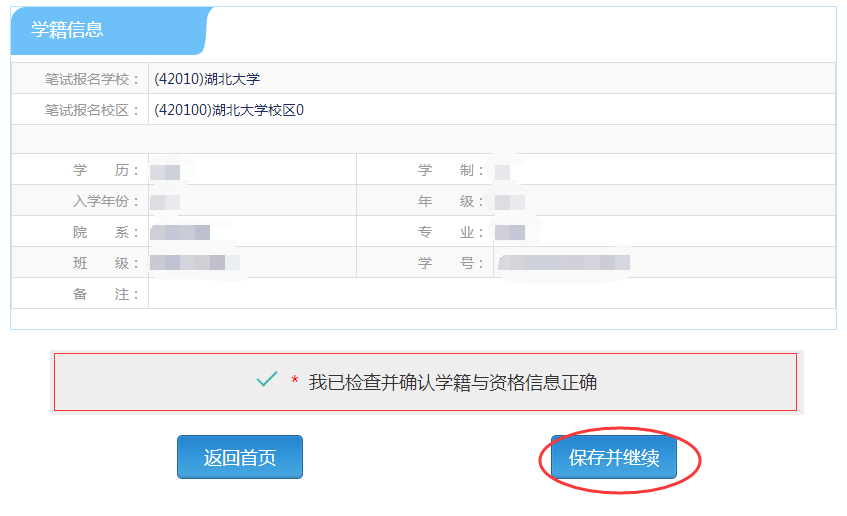 学籍信息
笔试报名学校： (42010)湖北大学
笔试报名校区： (420100)湖北大学校区0
学 历： 学 制：
入学年份： 年 级：
院 系： 专 业：
班 级： 学 号：
备 注：
* 我已检查并确认学籍与资格信息正确
返回首页 保存并继续